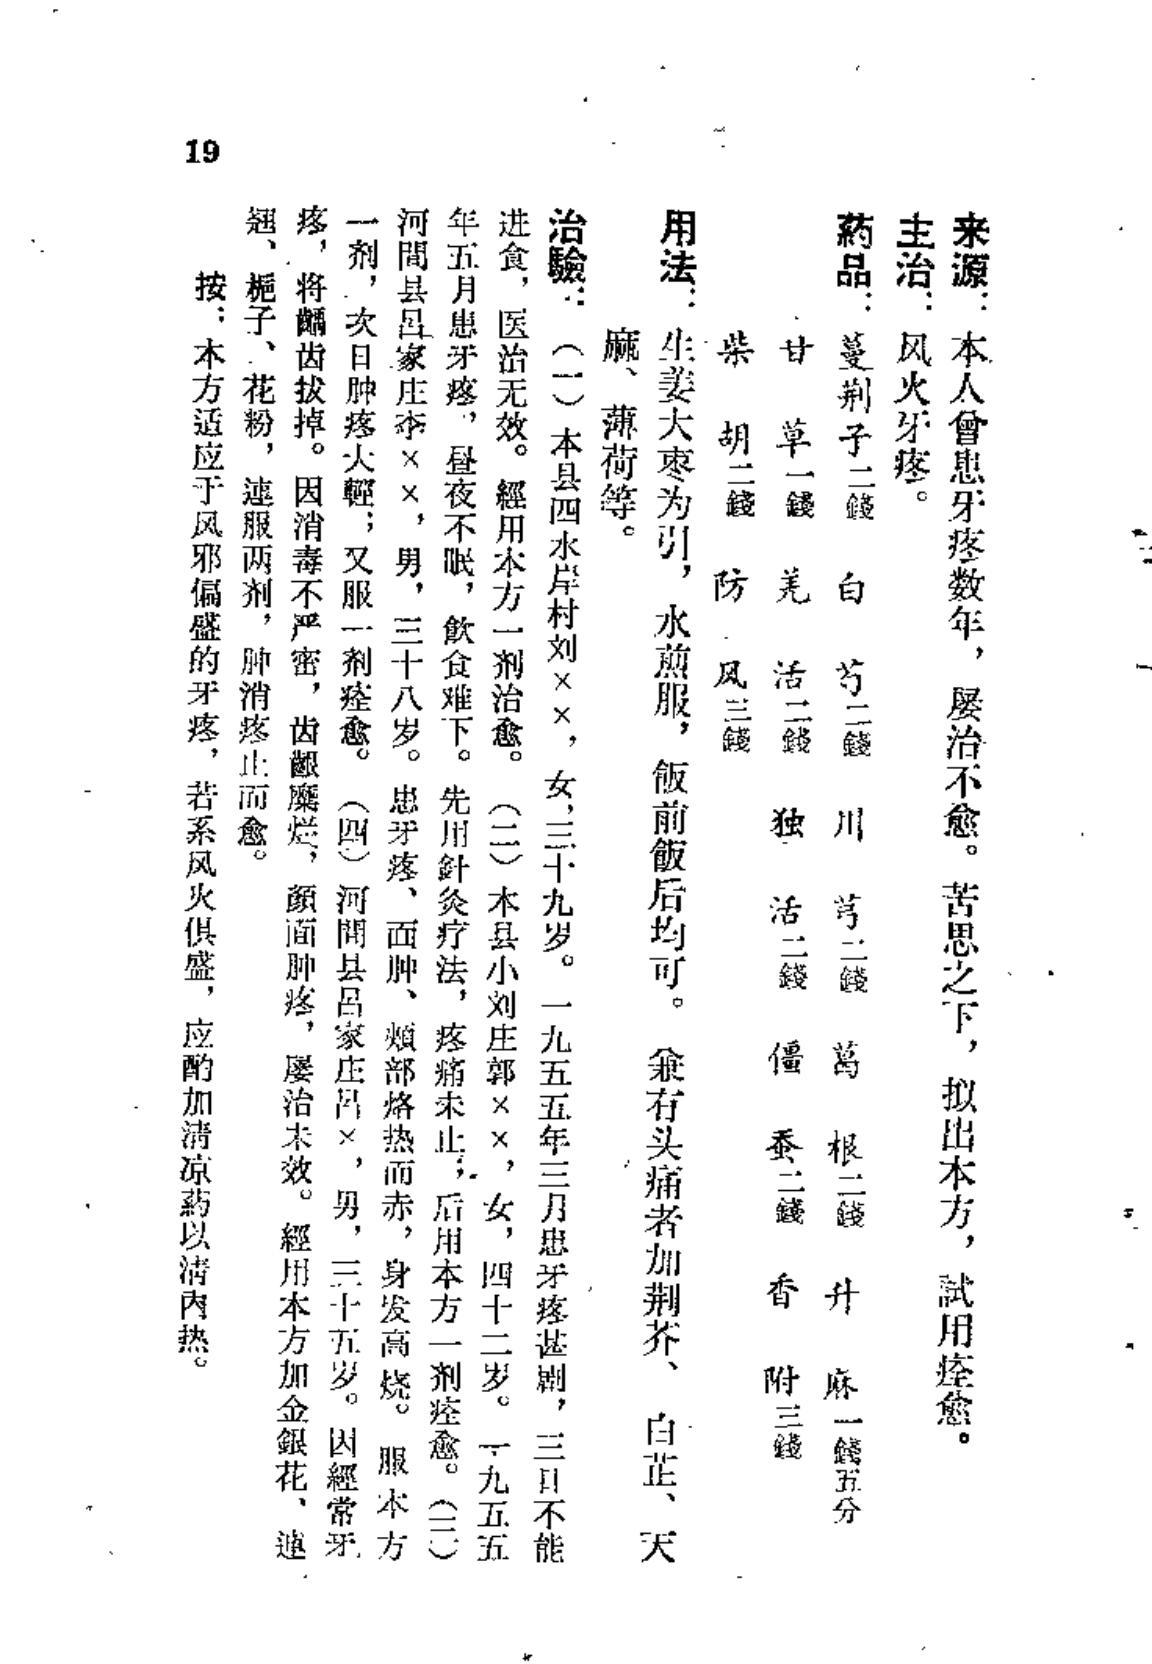 来源：本人曾患牙疼数年，屡治不愈。苦思之下，拟出本方，試用痊愈。
主治：风火牙疼。
葯品：蔓荆子二錢　白芍二錢　川芎二錢　葛根二錢　升麻一錢五分
甘草一錢　羌活二錢　独活二錢　僵蚕二錢　香附三錢
柴胡二錢　防风三錢
用法：生姜大枣为引，水煎服，飯前飯后均可。兼有头痛者加荆芥、白芷、天
麻、薄荷等。
治驗：（一）本县四水岸村刘××，女，三十九岁。一九五五年三月患牙疼甚剧，三日不能
进食，医治无效。經用本方一剂治愈。（二）本县小刘庄郭××，女，四十二岁。一九五五
年五月患牙疼，昼夜不眠，飲食难下。先用針灸疗法，疼痛未止，后用本方一剂痊愈。（三）
河間县吕家庄李××，男，三十八岁。患牙疼、面肿、頰部烙热而赤，身发高烧。服本方
一剂，次日肿疼大輕；又服一剂痊愈。（四）河間县吕家庄吕×，男，三十五岁。因經常牙
疼，将齲齿拔掉。因消毒不严密，齿齦糜烂，顏面肿疼，屡治未效。經用本方加金銀花、連
翘、梔子、花粉，連服两剂，肿消疼止而愈。
按：本方适应于风邪偏盛的牙疼，若系风火俱盛，应酌加清凉葯以清內热。
19